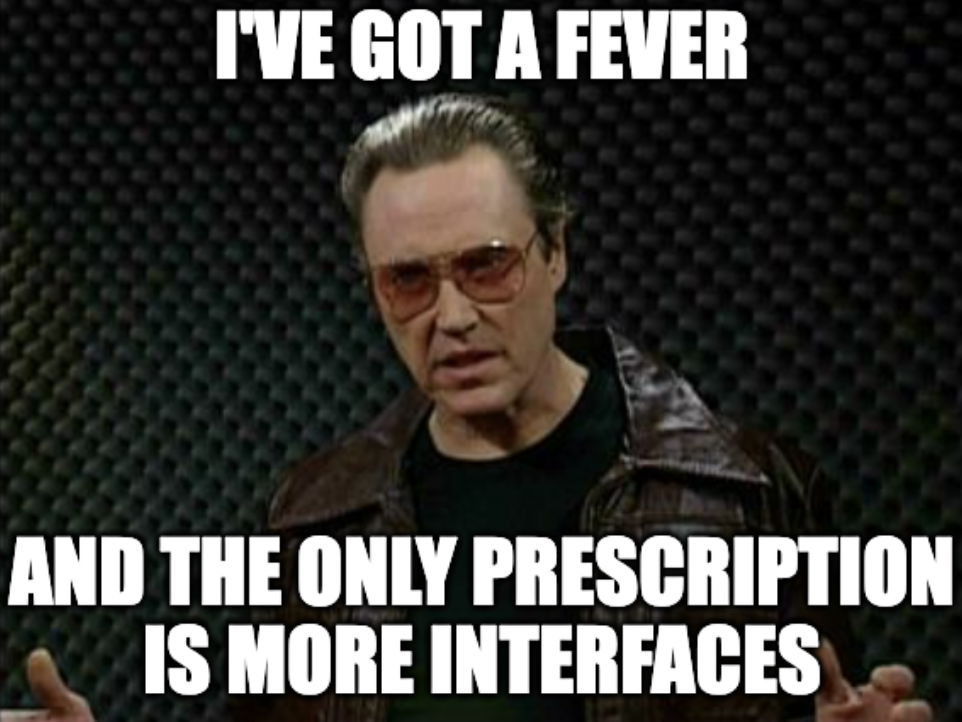 I'VE GOT A FEVER
AND THE ONLY PRESCRIPTION
IS MORE INTERFACES